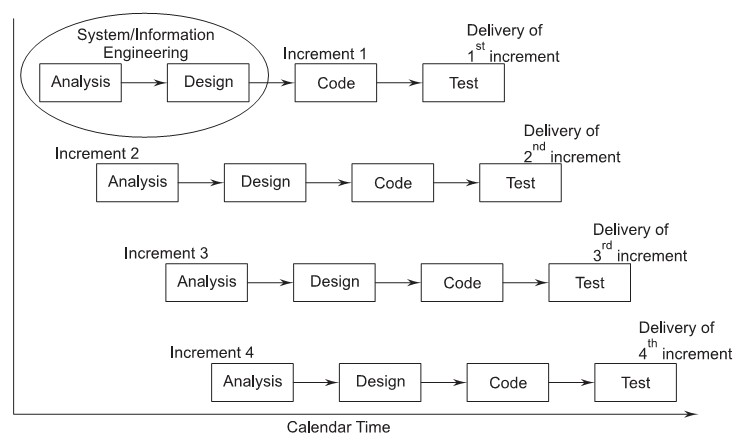 System/Information
Engineering
Analysis
Design
Increment 1
Code
Delivery of
1st increment
Test
Increment 2
Analysis
Design
Code
Delivery of
2nd increment
Test
Increment 3
Analysis
Design
Code
Delivery of
3rd increment
Test
Increment 4
Analysis
Design
Code
Delivery of
4th increment
Test
Calendar Time